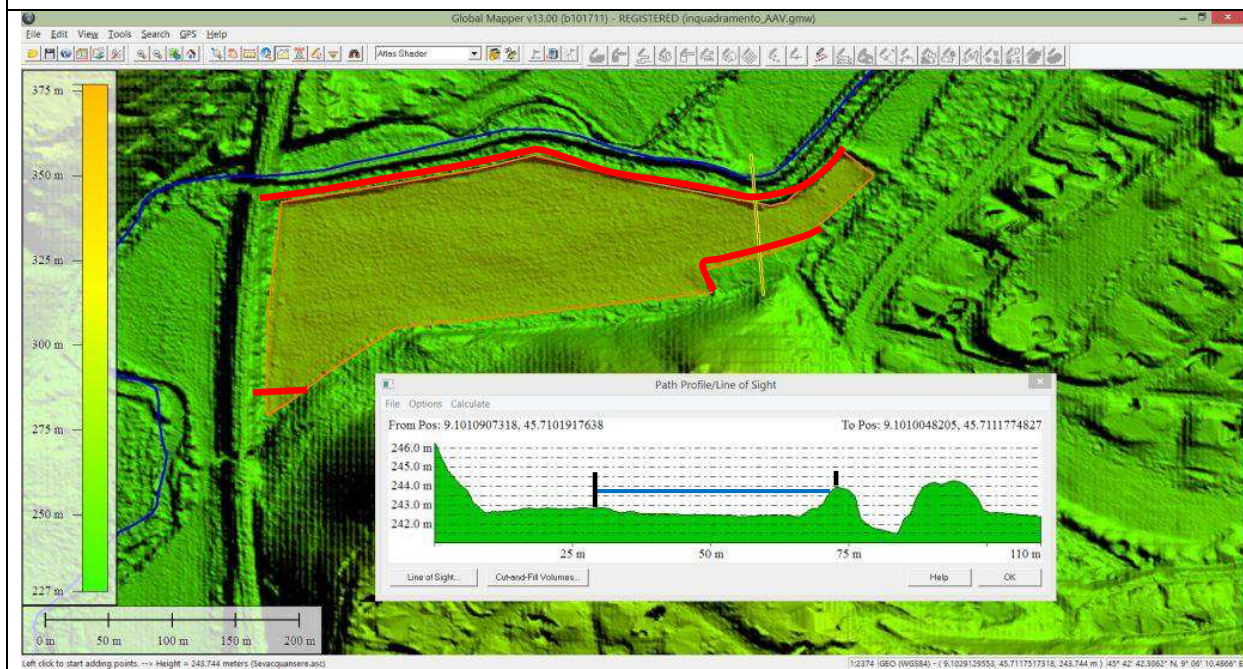 Global Mapper v13.00 (b101711) - REGISTERED (inquadramento_AAV.gmw)
File Edit View Tools Search GPS Help
Atlas Shader
375 m
350 m
325 m
300 m
275 m
250 m
227 m
0 m 50 m 100 m 150 m 200 m
Path Profile/Line of Sight
File Options Calculate
From Pos: 9.1010907318, 45.7101917638 To Pos: 9.1010048205, 45.7111774827
246.0 m
245.0 m
244.0 m
243.0 m
242.0 m
25 m 50 m 75 m 110 m
Line of Sight... Cut-and-Fill Volumes... Help OK
Left click to start adding points. --> Height = 243.744 meters (Sevacquansere.asc) 1:2374 GEO (WGS84) - ( 9.1029129553, 45.7117517318, 243.744 m ) 45° 42' 42.3062" N, 9° 06' 10.4866"